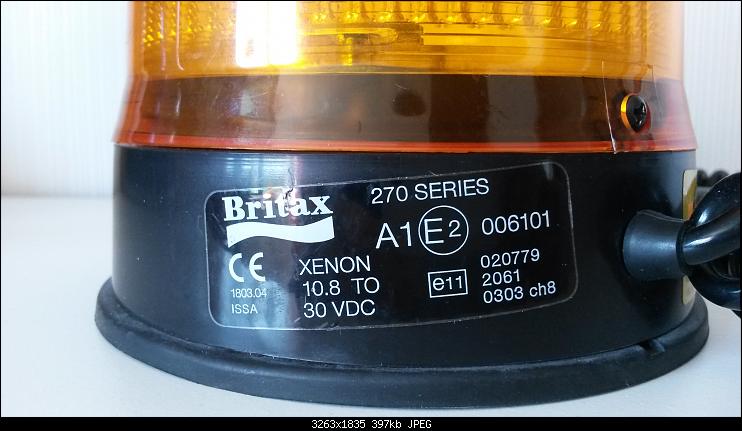 Britax
270 SERIES
A1 E2 006101
CE
1803.04
ISSA
XENON
10.8 TO
30 VDC
e11
020779
2061
0303 ch8
3263x1835 397kb JPEG